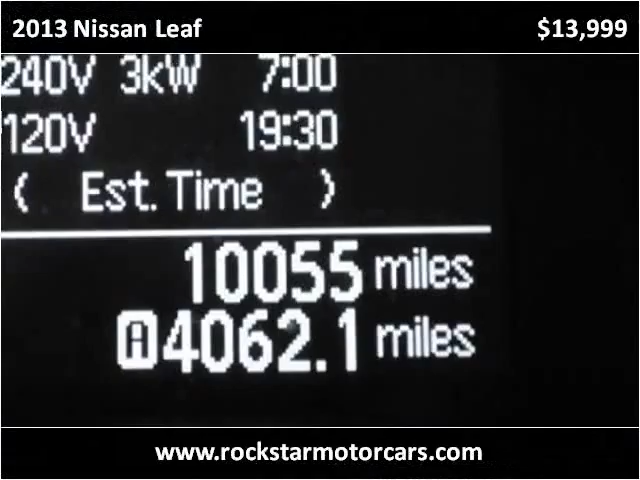 2013 Nissan Leaf $13,999
240V 3kW 7:00
120V 19:30
( Est. Time )
10055 miles
A 4062.1 miles
www.rockstarmotorcars.com